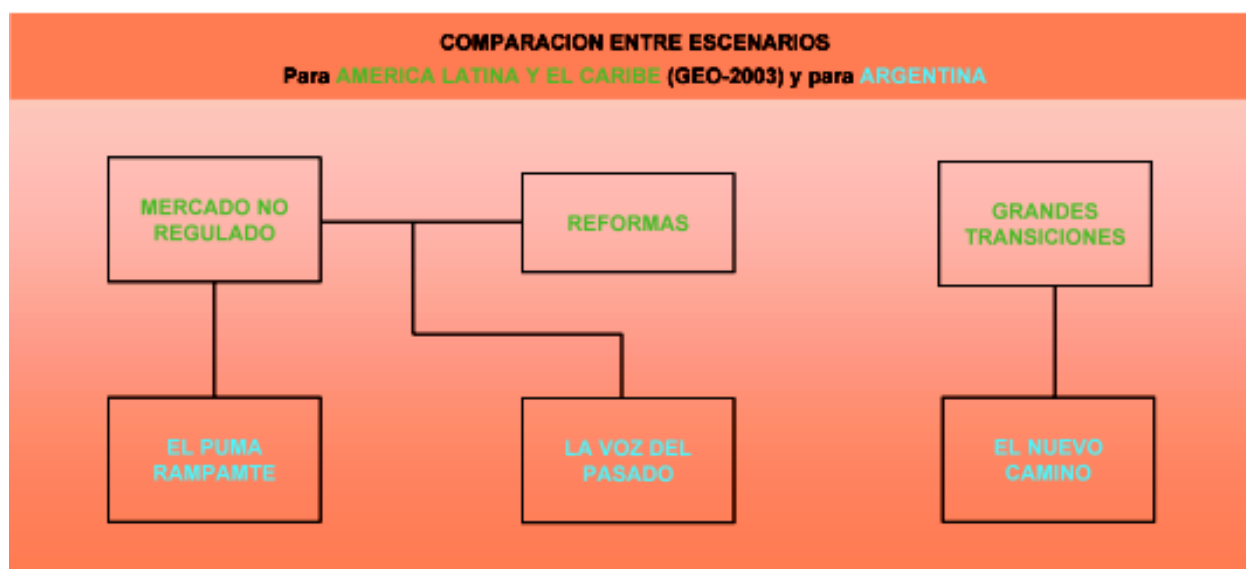 COMPARACION ENTRE ESCENARIOS
Para AMERICA LATINA Y EL CARIBE (GEO-2003) y para ARGENTINA
MERCADO NO
REGULADO
REFORMAS
GRANDES
TRANSICIONES
EL PUMA
RAMPAMTE
LA VOZ DEL
PASADO
EL NUEVO
CAMINO